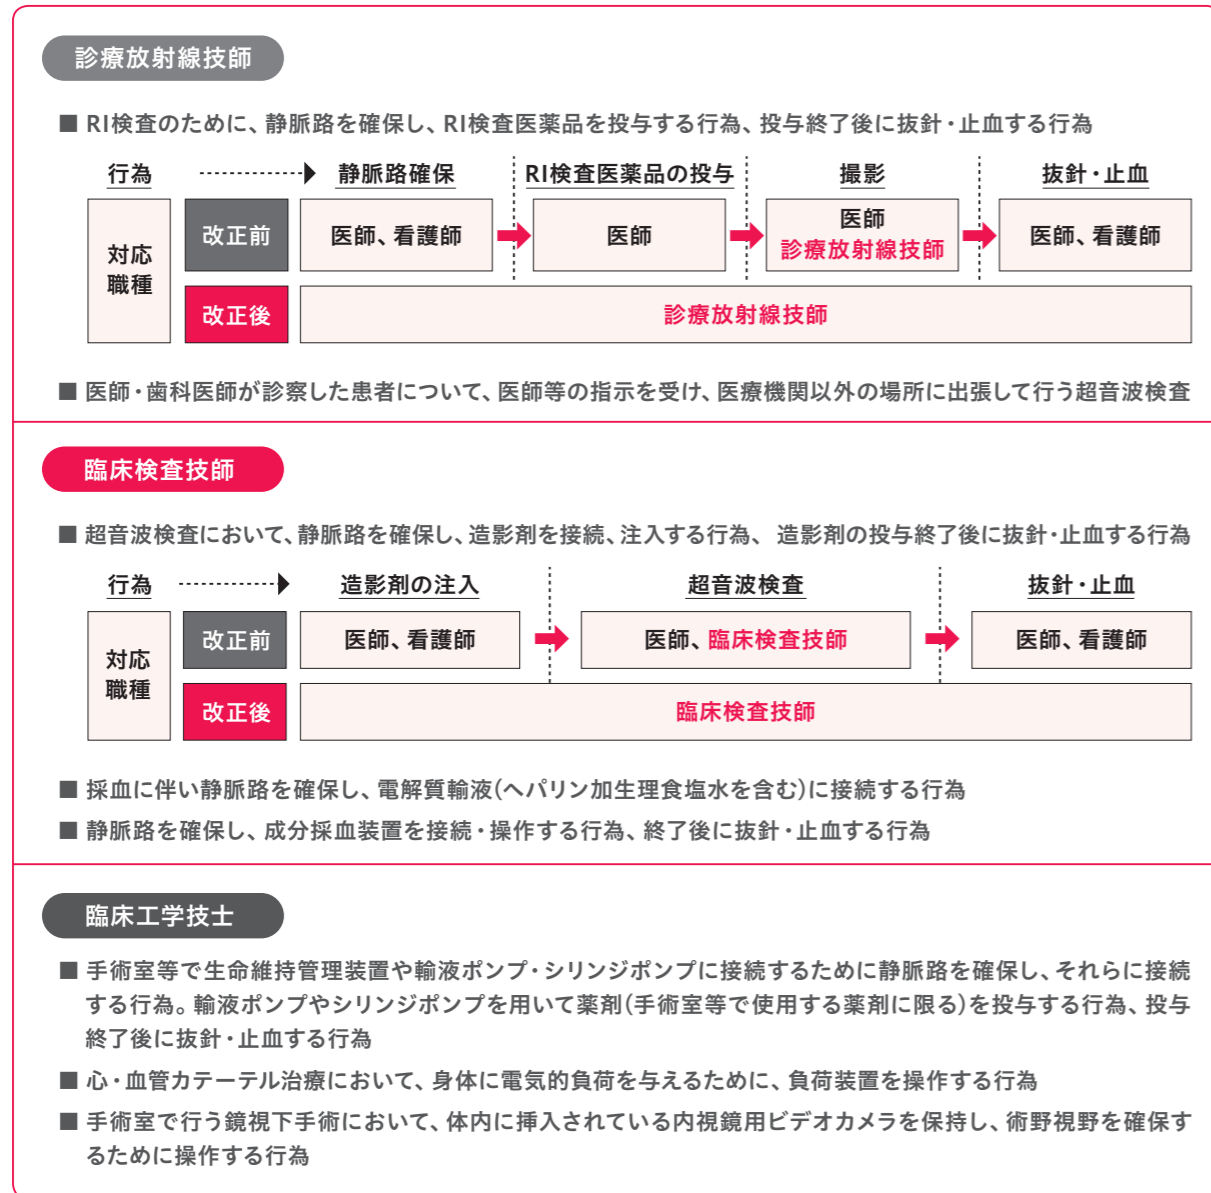 診療放射線技師
■ RI検査のために、静脈路を確保し、RI検査医薬品を投与する行為、投与終了後に抜針・止血する行為
行為 静脈路確保 RI検査医薬品の投与 撮影 抜針・止血
対応
職種
改正前 医師、看護師 医師 医師
診療放射線技師
医師、看護師
改正後 診療放射線技師
■ 医師・歯科医師が診察した患者について、医師等の指示を受け、医療機関以外の場所に出張して行う超音波検査
臨床検査技師
■ 超音波検査において、静脈路を確保し、造影剤を接続、注入する行為、 造影剤の投与終了後に抜針・止血する行為
行為 造影剤の注入 超音波検査 抜針・止血
対応
職種
改正前 医師、看護師 医師、臨床検査技師 医師、看護師
改正後 臨床検査技師
■ 採血に伴い静脈路を確保し、電解質輸液(ヘパリン加生理食塩水を含む)に接続する行為
■ 静脈路を確保し、成分採血装置を接続・操作する行為、終了後に抜針・止血する行為
臨床工学技士
■ 手術室等で生命維持管理装置や輸液ポンプ・シリンジポンプに接続するために静脈路を確保し、それらに接続
する行為。輸液ポンプやシリンジポンプを用いて薬剤(手術室等で使用する薬剤に限る)を投与する行為、投与
終了後に抜針・止血する行為
■ 心・血管カテーテル治療において、身体に電気的負荷を与えるために、負荷装置を操作する行為
■ 手術室で行う鏡視下手術において、体内に挿入されている内視鏡用ビデオカメラを保持し、術野視野を確保す
るために操作する行為